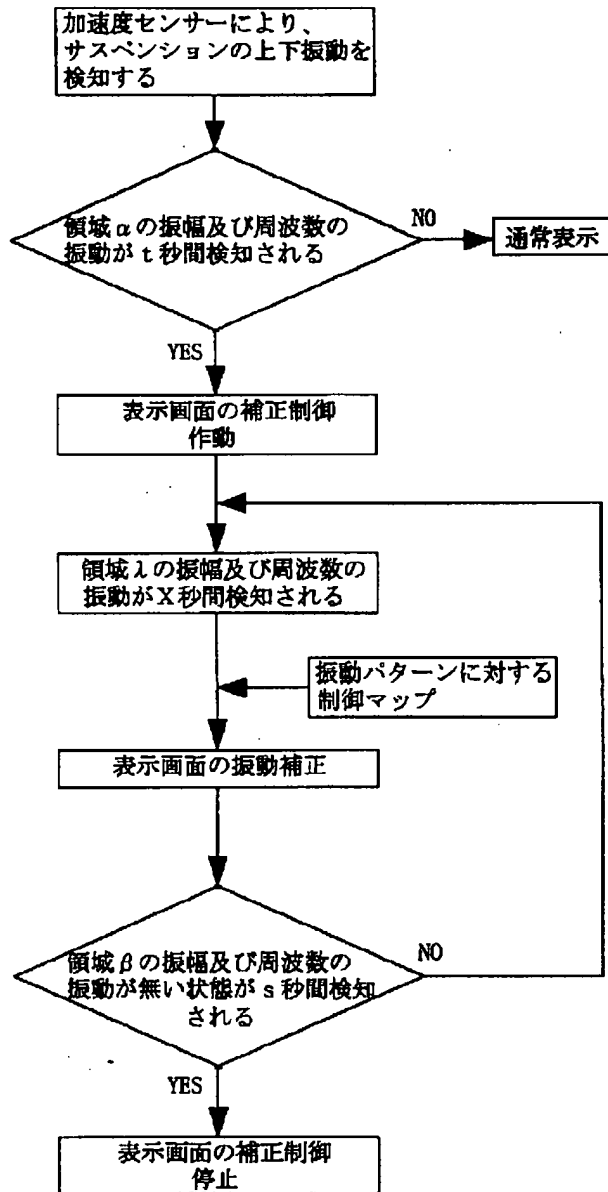 加速度センサーにより、
サスペンションの上下振動を
検知する
領域αの振幅及び周波数の
振動がt秒間検知される
NO
通常表示
YES
表示画面の補正制御
作動
領域λの振幅及び周波数の
振動がX秒間検知される
振動パターンに対する
制御マップ
表示画面の振動補正
領域βの振幅及び周波数の
振動が無い状態がs秒間検知
される
NO
YES
表示画面の補正制御
停止